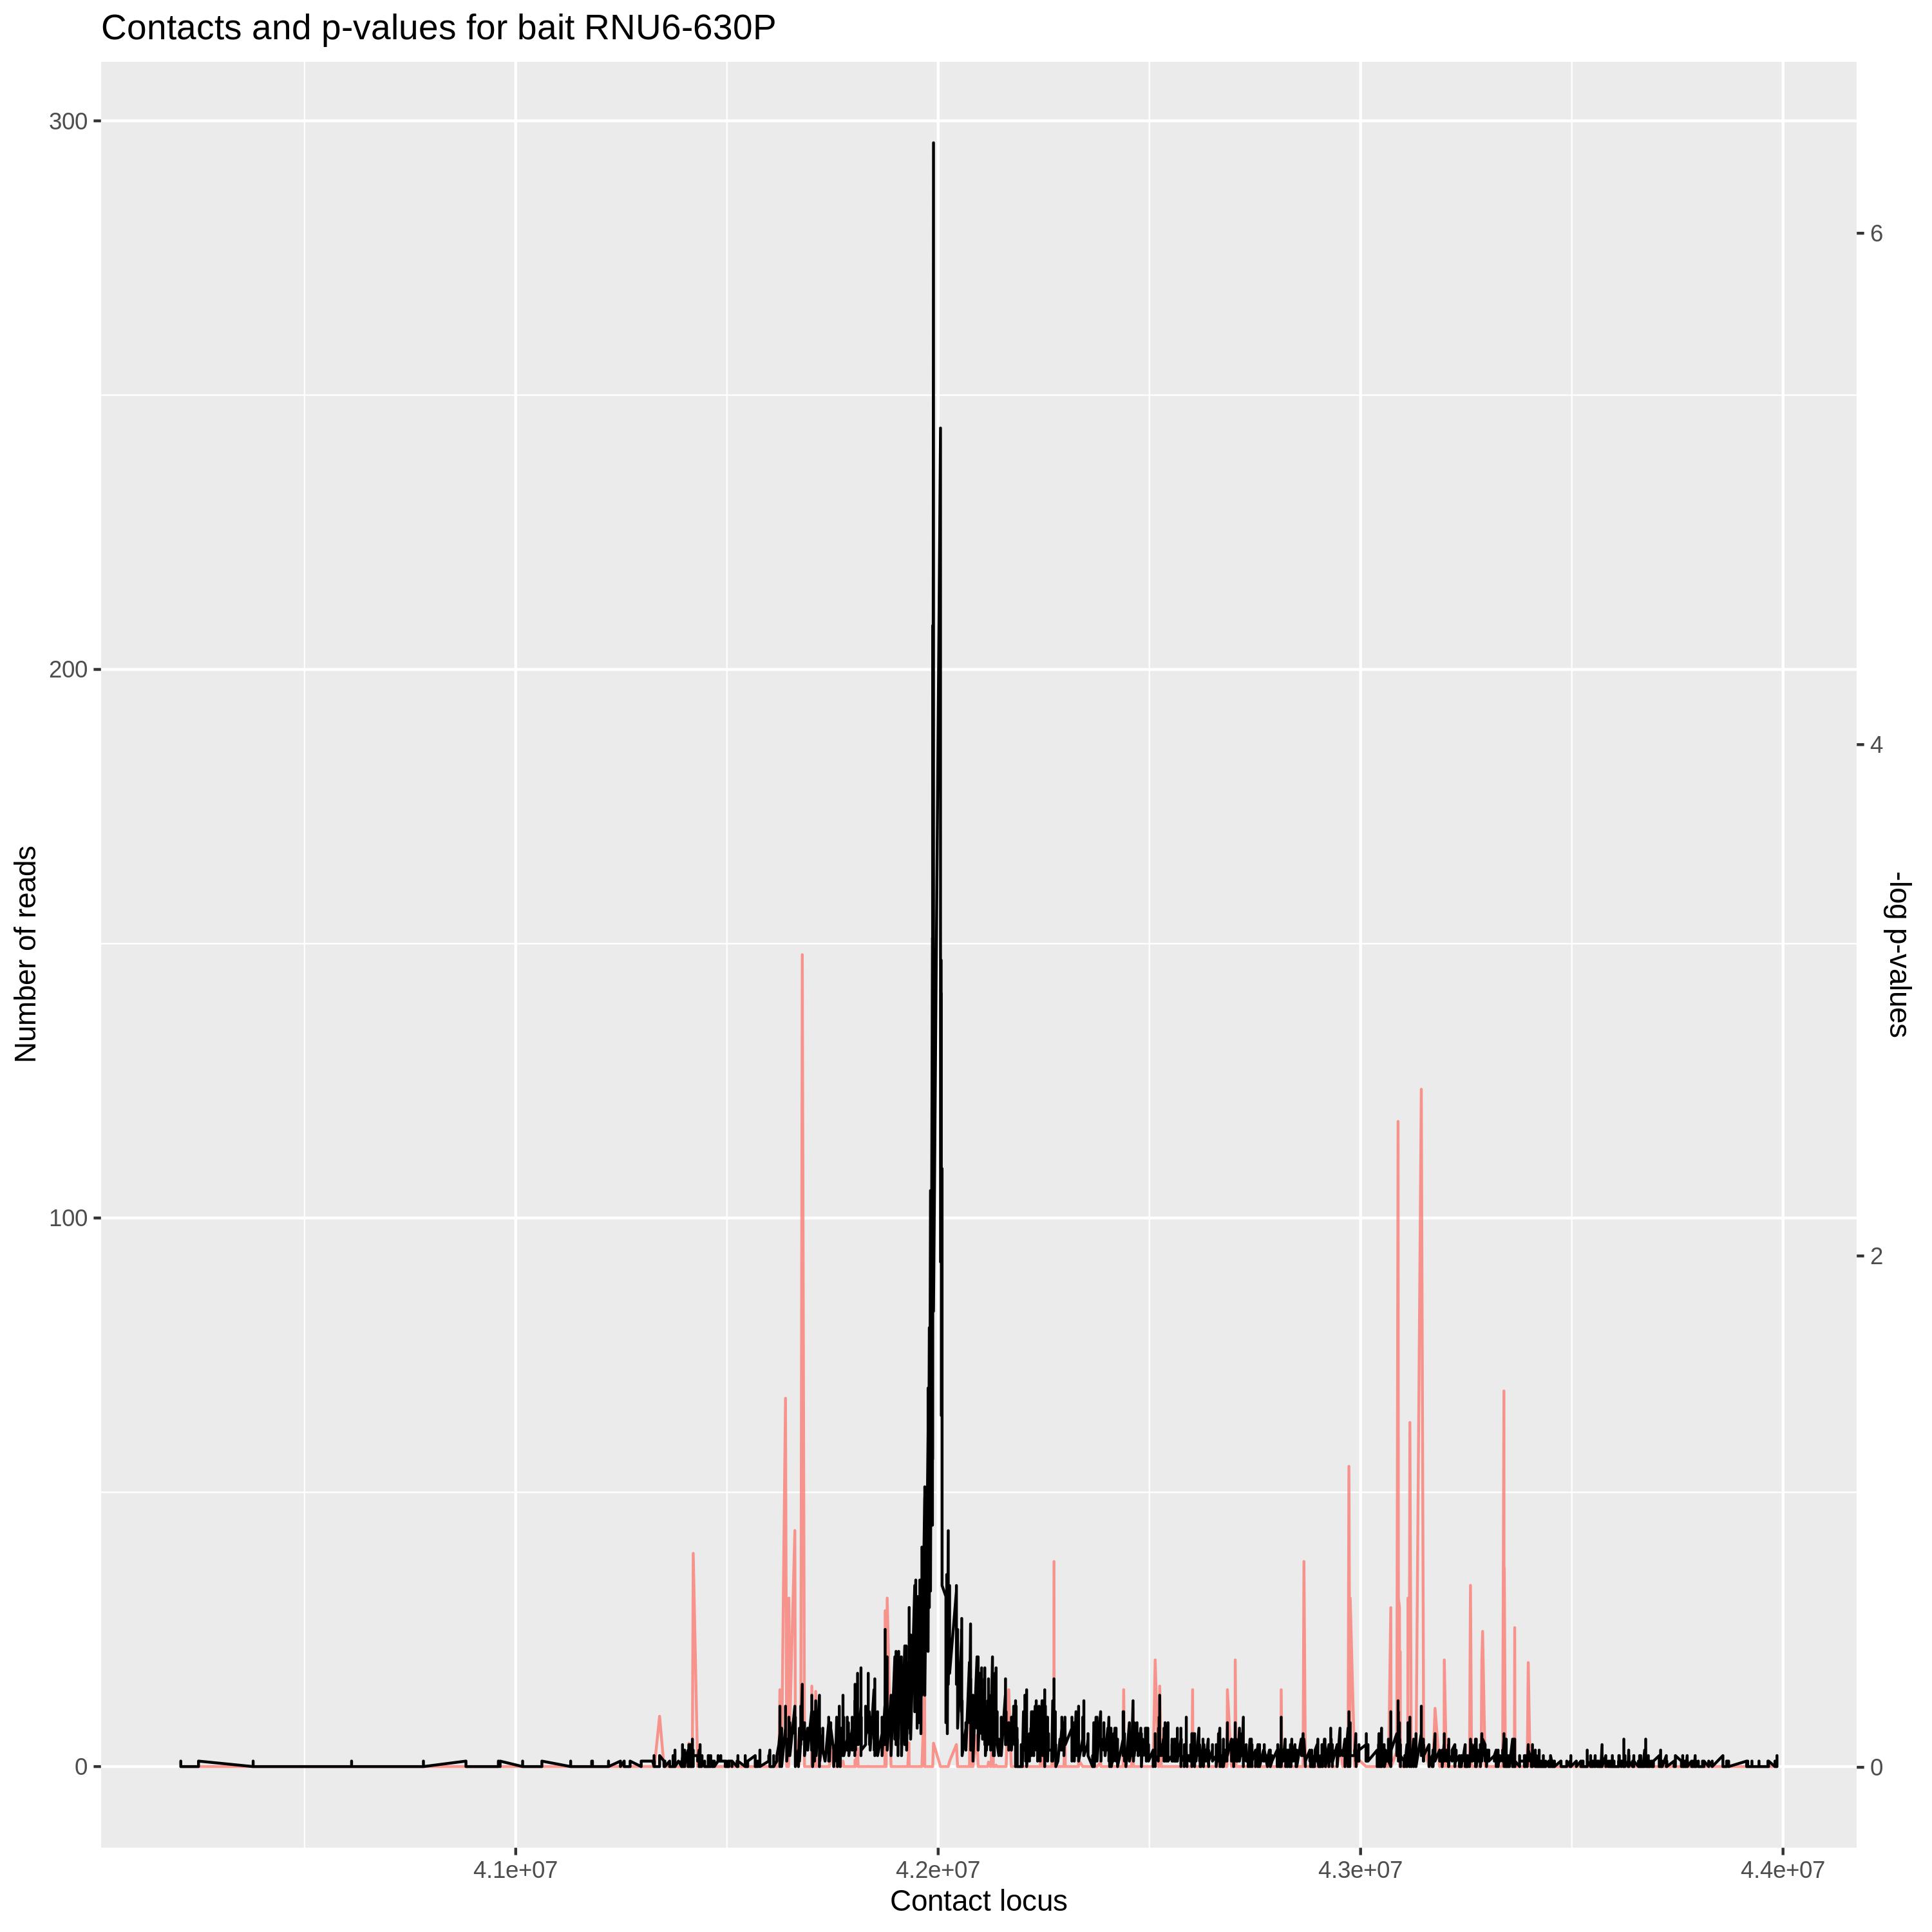 Contacts and p-values for bait RNU6-630P
300
200
100
0
Number of reads
6
4
2
0
-log p-values
4.1e+07
4.2e+07
4.3e+07
4.4e+07
Contact locus